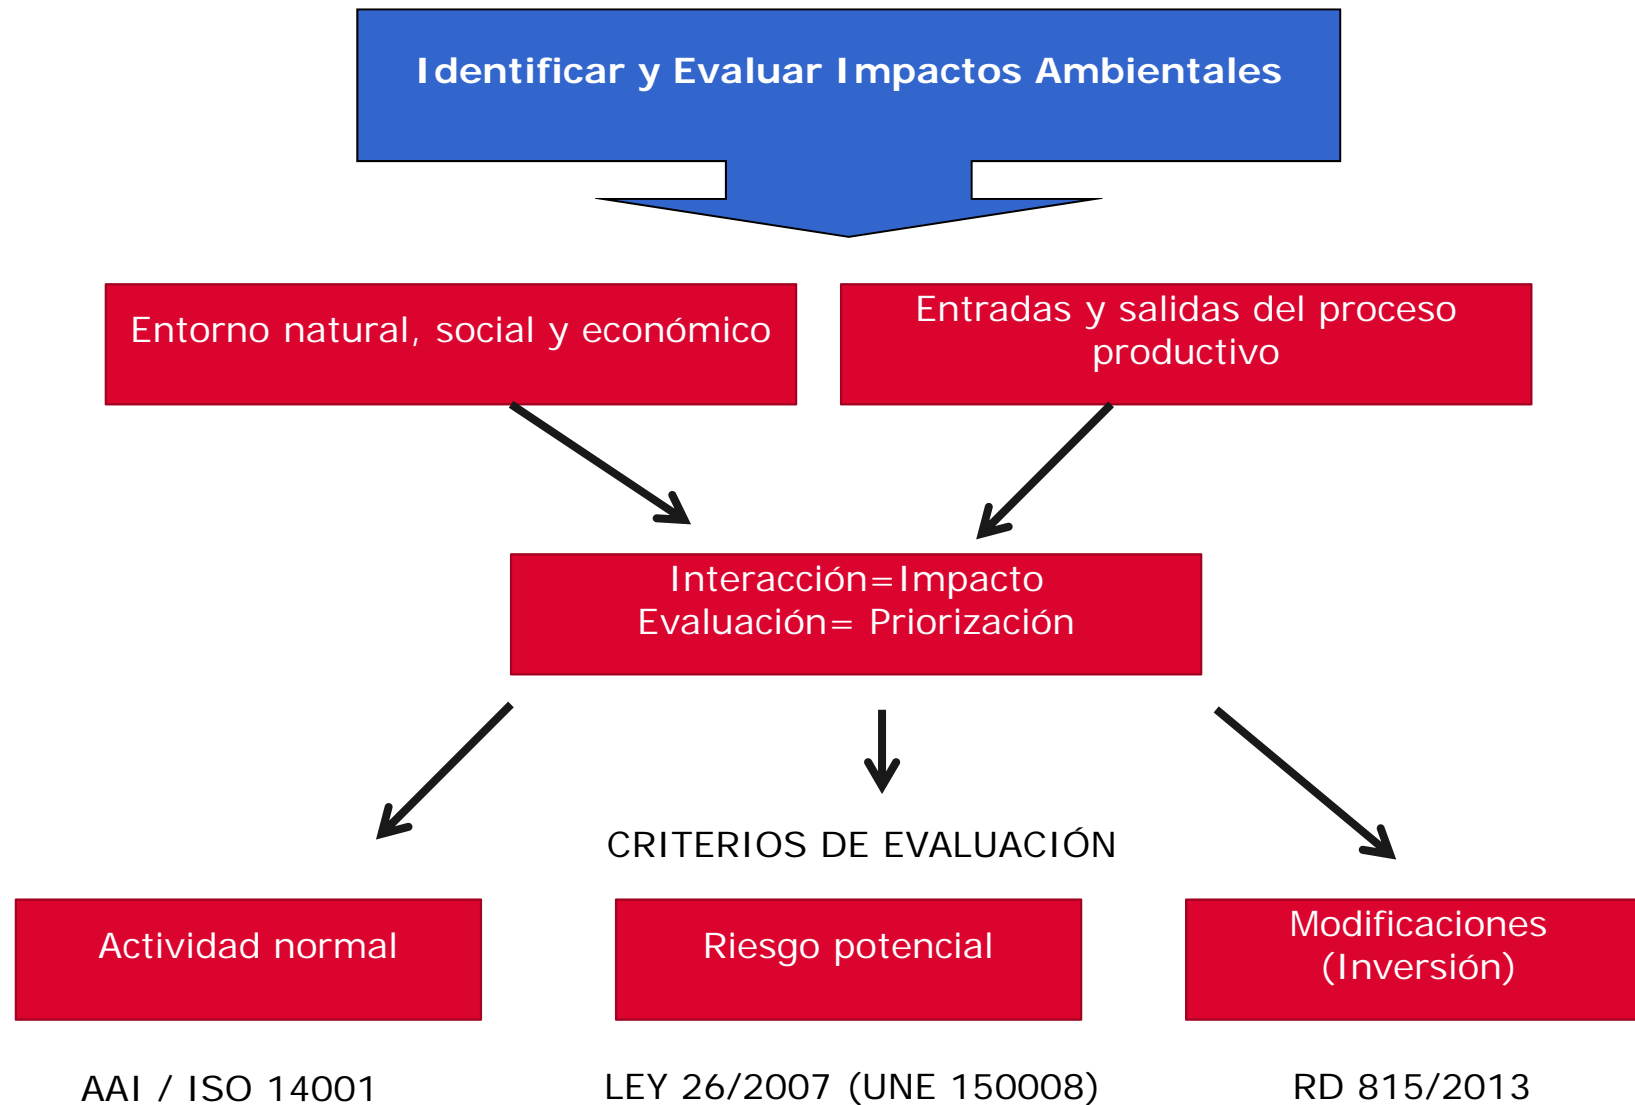 Identificar y Evaluar Impactos Ambientales
Entorno natural, social y económico
Entradas y salidas del proceso
productivo
Interacción=Impacto
Evaluación= Priorización
CRITERIOS DE EVALUACIÓN
Actividad normal
Riesgo potencial
Modificaciones
(Inversión)
AAI / ISO 14001
LEY 26/2007 (UNE 150008)
RD 815/2013